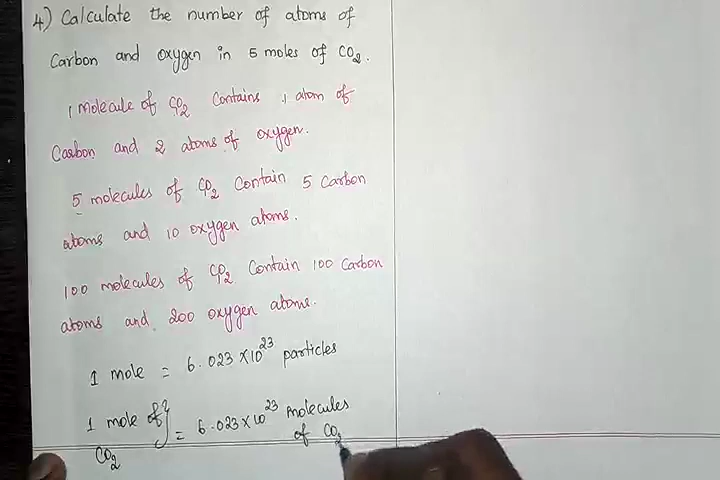 4) Calculate the number of atoms of
Carbon and oxygen in 5 moles of CO2.
1 Molecule of CO2 Contains 1 atom of
Carbon and 2 atoms of oxygen.
5 molecules of CO2 Contain 5 Carbon
atoms and 10 oxygen atoms.
100 molecules of CO2 Contain 100 Carbon
atoms and 200 oxygen atoms.
1 mole = 6.023 × 10^23 particles
1 mole of } = 6.023 × 10^23 molecules
CO2 of CO2